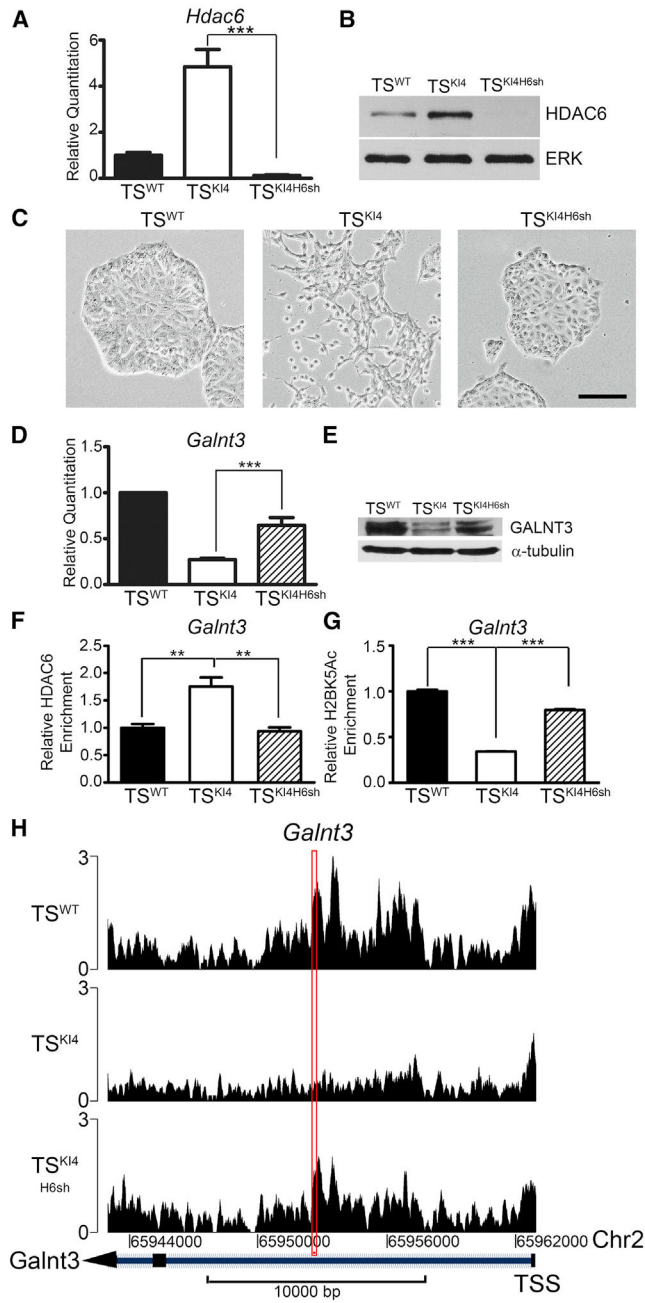 A
Hdac6
***
Relative Quantitation
6
4
2
0
TSWT TSKI4 TSKI4H6sh
B
TSWT TSKI4 TSKI4H6sh
HDAC6
ERK
C
TSWT TSKI4 TSKI4H6sh
D
Galnt3
***
Relative Quantitation
1.5
1.0
0.5
0.0
TSWT TSKI4 TSKI4H6sh
E
TSWT TSKI4 TSKI4H6sh
GALNT3
α-tubulin
F
Galnt3
** **
Relative HDAC6
Enrichment
2.5
2.0
1.5
1.0
0.5
0.0
TSWT TSKI4 TSKI4H6sh
G
Galnt3
*** ***
Relative H2BK5Ac
Enrichment
1.5
1.0
0.5
0.0
TSWT TSKI4 TSKI4H6sh
H
Galnt3
3
TSWT
0
3
TSKI4
0
3
TSKI4
H6sh
0
|65944000 |65950000 |65956000 |65962000 Chr2
Galnt3
TSS
10000 bp